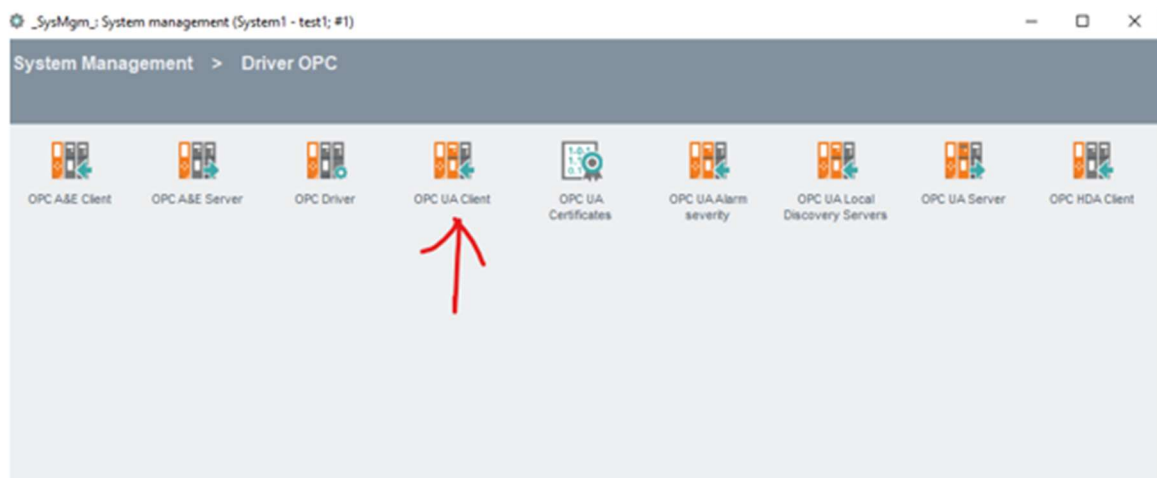 _SysMgm_: System management (System1 - test1; #1)
System Management > Driver OPC
OPC A&E Client
OPC A&E Server
OPC Driver
OPC UA Client
OPC UA
Certificates
OPC UA Alarm
severity
OPC UA Local
Discovery Servers
OPC UA Server
OPC HDA Client